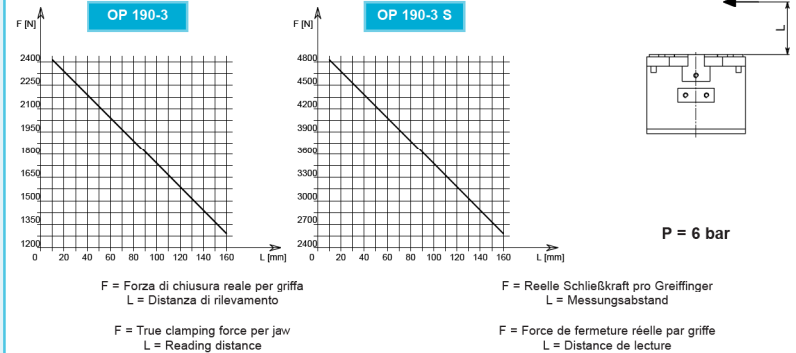 OP 190-3
OP 190-3 S
F [N]
2400
2250
2100
1950
1800
1650
1500
1350
1200
0 20 40 60 80 100 120 140 160 L [mm]
F [N]
4800
4500
4200
3900
3600
3300
3000
2700
2400
0 20 40 60 80 100 120 140 160 L [mm]
L
P = 6 bar
F = Forza di chiusura reale per griffa
L = Distanza di rilevamento
F = Reelle Schließkraft pro Greiffinger
L = Messungsabstand
F = True clamping force per jaw
L = Reading distance
F = Force de fermeture réelle par griffe
L = Distance de lecture